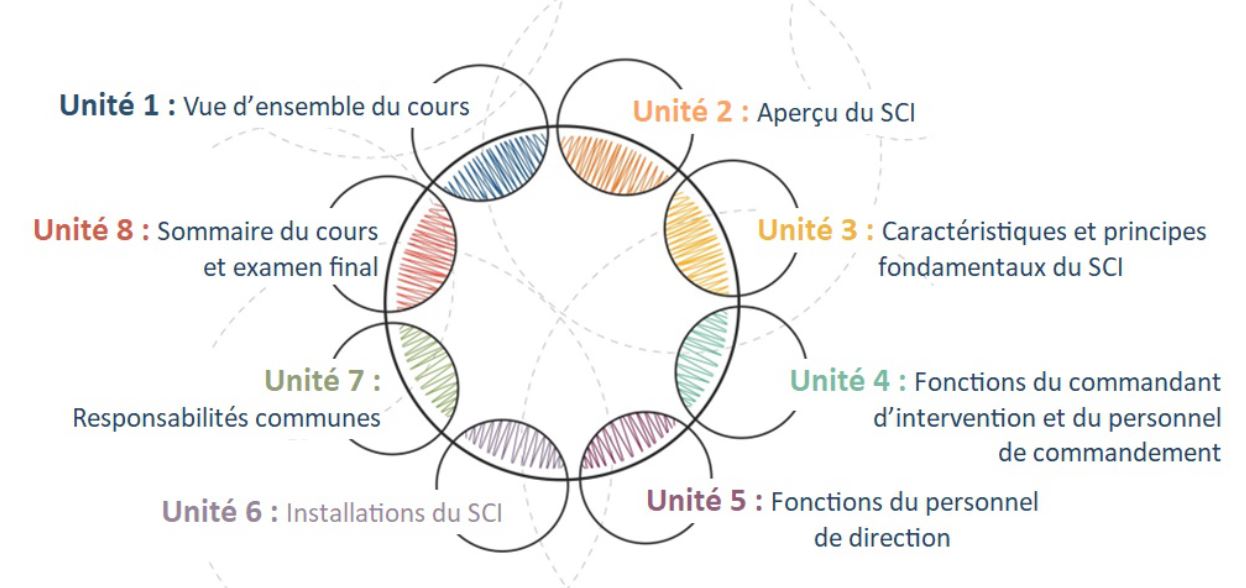 Unité 1 : Vue d’ensemble du cours
Unité 2 : Aperçu du SCI
Unité 3 : Caractéristiques et principes
fondamentaux du SCI
Unité 4 : Fonctions du commandant
d’intervention et du personnel
de commandement
Unité 5 : Fonctions du personnel
de direction
Unité 6 : Installations du SCI
Unité 7 :
Responsabilités communes
Unité 8 : Sommaire du cours
et examen final